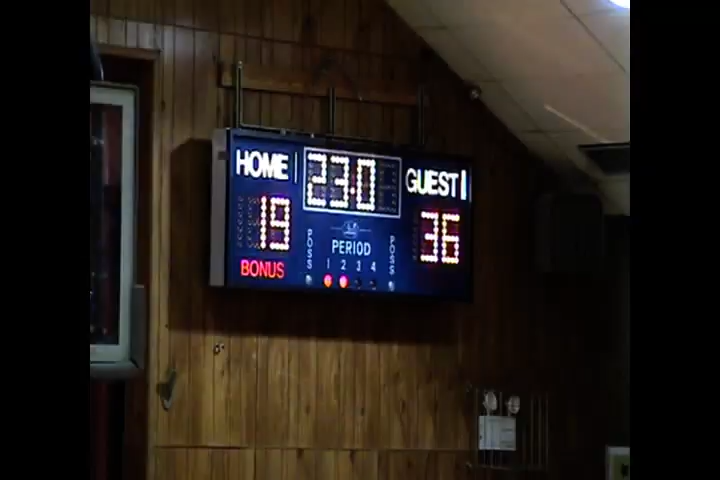 HOME 23.0 GUEST
19 36
POSS PERIOD POSS
1 2 3 4
BONUS